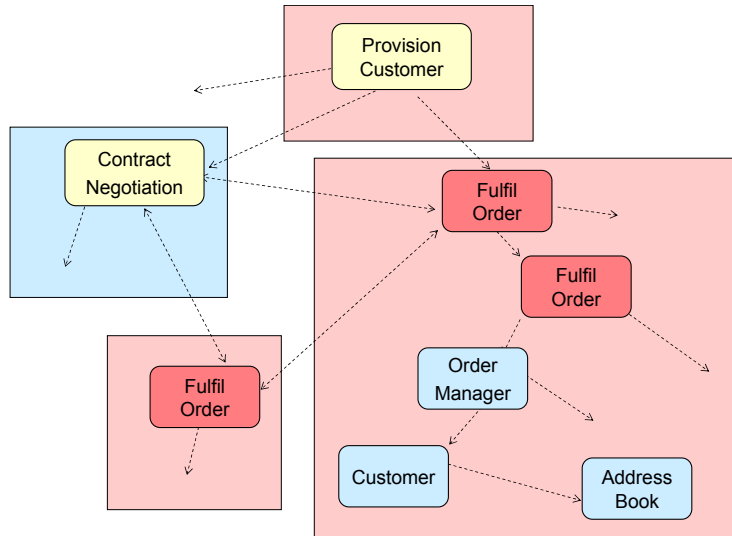 Provision
Customer
Contract
Negotiation
Fulfil
Order
Fulfil
Order
Order
Manager
Fulfil
Order
Customer
Address
Book